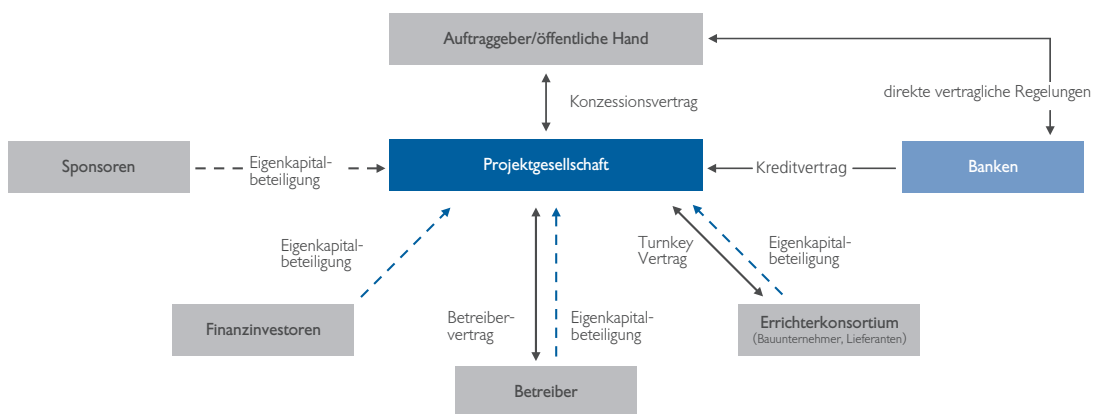 Auftraggeber/öffentliche Hand
direkte vertragliche Regelungen
Konzessionsvertrag
Sponsoren
Eigenkapital-
beteiligung
Projektgesellschaft
Kreditvertrag
Banken
Eigenkapital-
beteiligung
Turnkey
Vertrag
Eigenkapital-
beteiligung
Finanzinvestoren
Betreiber-
vertrag
Eigenkapital-
beteiligung
Errichterkonsortium
(Bauunternehmer, Lieferanten)
Betreiber